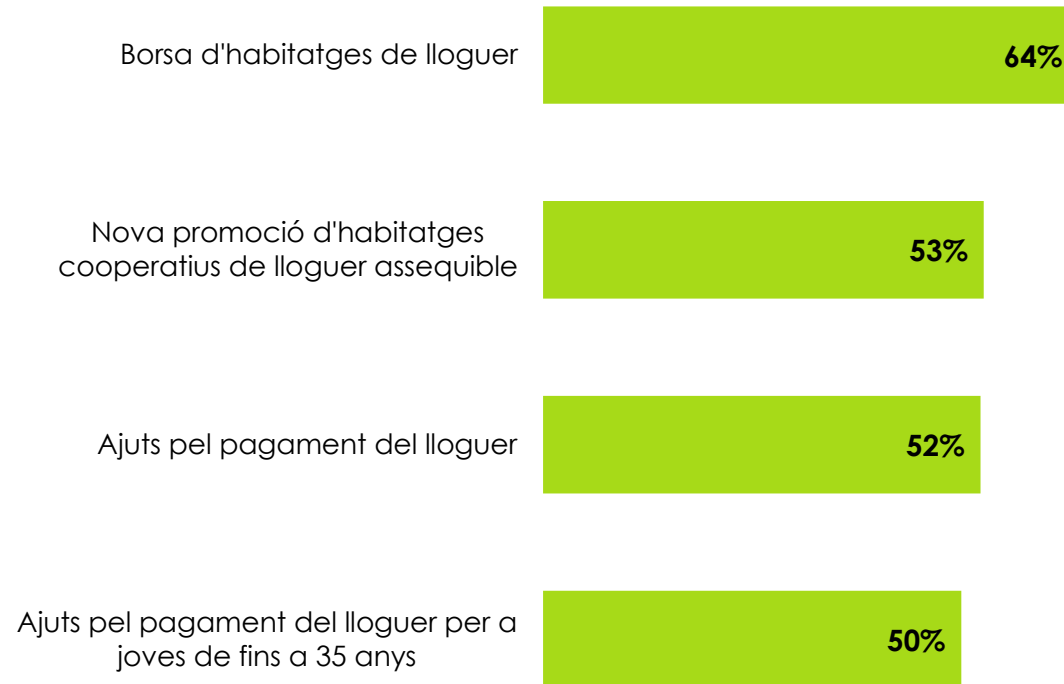 Borsa d'habitatges de lloguer
64%
Nova promoció d'habitatges
cooperatius de lloguer assequible
53%
Ajuts pel pagament del lloguer
52%
Ajuts pel pagament del lloguer per a
joves de fins a 35 anys
50%